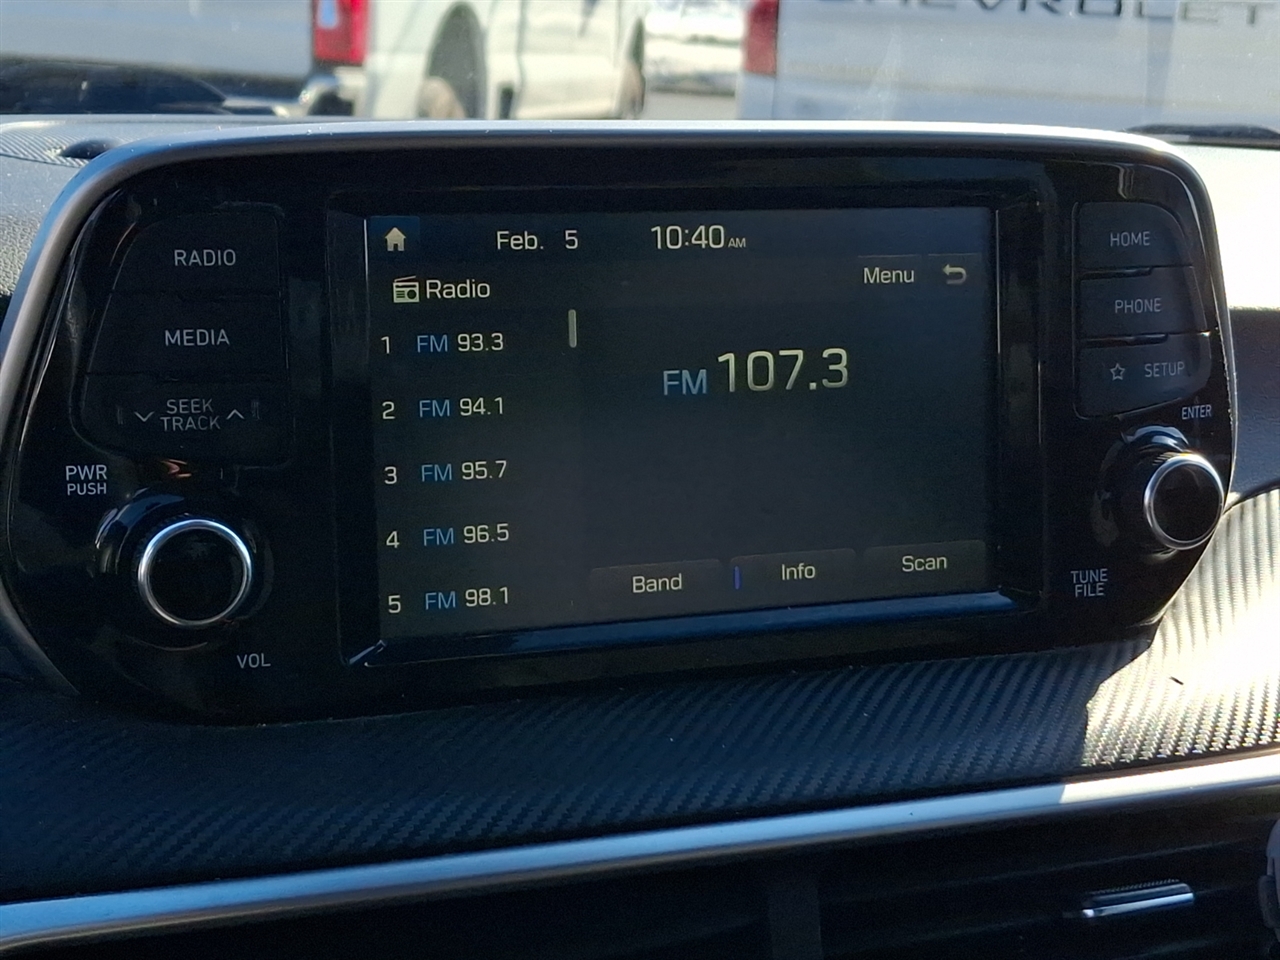 CHEVROLET
RADIO
MEDIA
SEEK
TRACK
PWR
PUSH
VOL
Feb. 5 10:40 AM
Radio
Menu
1 FM 93.3
2 FM 94.1
3 FM 95.7
4 FM 96.5
5 FM 98.1
FM 107.3
Band
Info
Scan
HOME
PHONE
SETUP
ENTER
TUNE
FILE